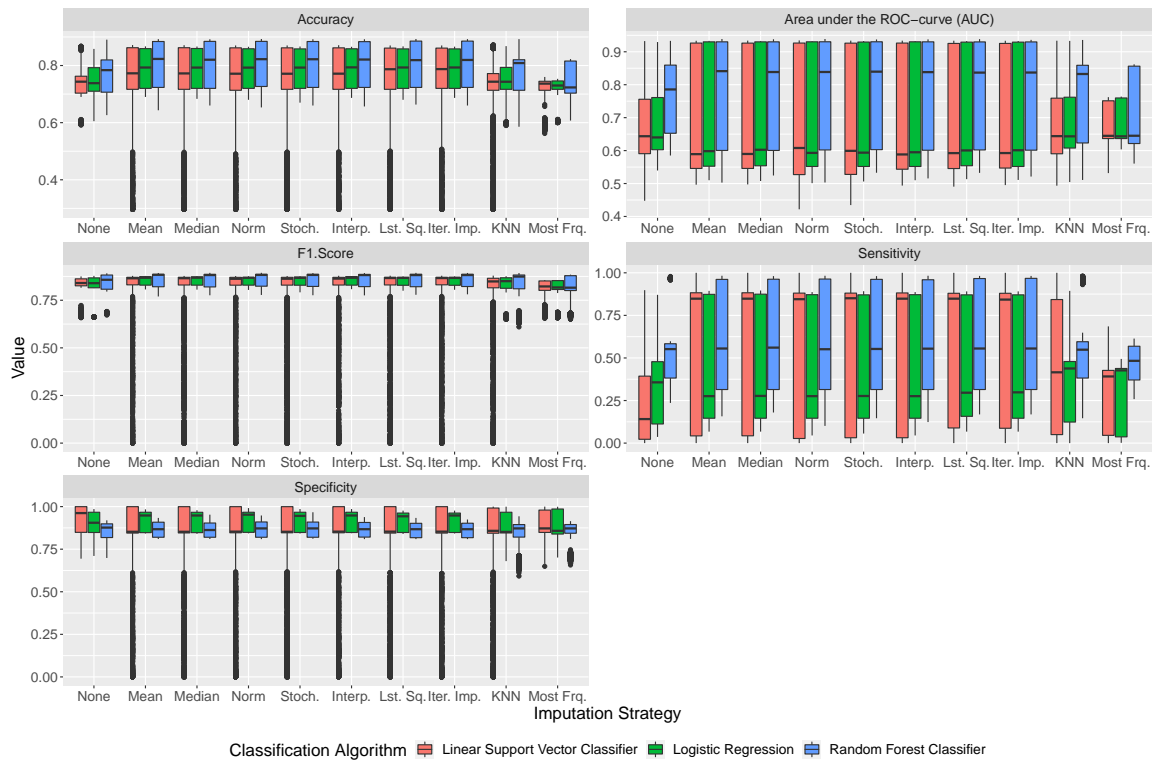 Accuracy
Area under the ROC-curve (AUC)
0.8
0.6
0.4
None Mean Median Norm Stoch. Interp. Lst. Sq. Iter. Imp. KNN Most Frq.
0.9
0.8
0.7
0.6
0.5
0.4
None Mean Median Norm Stoch. Interp. Lst. Sq. Iter. Imp. KNN Most Frq.
F1.Score
Sensitivity
0.75
0.50
0.25
0.00
None Mean Median Norm Stoch. Interp. Lst. Sq. Iter. Imp. KNN Most Frq.
1.00
0.75
0.50
0.25
0.00
None Mean Median Norm Stoch. Interp. Lst. Sq. Iter. Imp. KNN Most Frq.
Value
Specificity
1.00
0.75
0.50
0.25
0.00
None Mean Median Norm Stoch. Interp. Lst. Sq. Iter. Imp. KNN Most Frq.
Imputation Strategy
Classification Algorithm Linear Support Vector Classifier Logistic Regression Random Forest Classifier